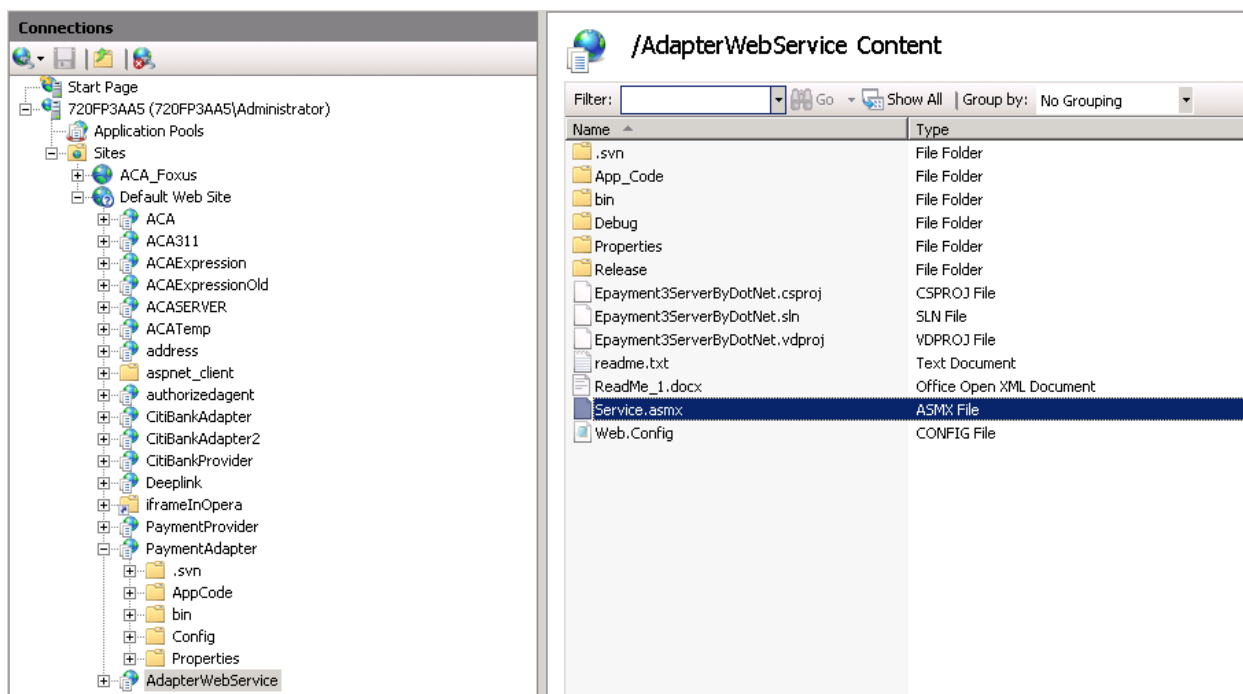 Connections
Start Page
720FP3AA5 (720FP3AA5\Administrator)
Application Pools
Sites
ACA_Foxus
Default Web Site
ACA
ACA311
ACAExpression
ACAExpressionOld
ACASERVER
ACATemp
address
aspnet_client
authorizedagent
CitiBankAdapter
CitiBankAdapter2
CitiBankProvider
Deeplink
iframeInOpera
PaymentProvider
PaymentAdapter
.svn
AppCode
bin
Config
Properties
AdapterWebService
/AdapterWebService Content
Filter: Go Show All Group by: No Grouping
Name Type
.svn File Folder
App_Code File Folder
bin File Folder
Debug File Folder
Properties File Folder
Release File Folder
Epayment3ServerByDotNet.csproj CSPROJ File
Epayment3ServerByDotNet.sln SLN File
Epayment3ServerByDotNet.vdproj VDPROJ File
readme.txt Text Document
ReadMe_1.docx Office Open XML Document
Service.asmx ASMX File
Web.Config CONFIG File